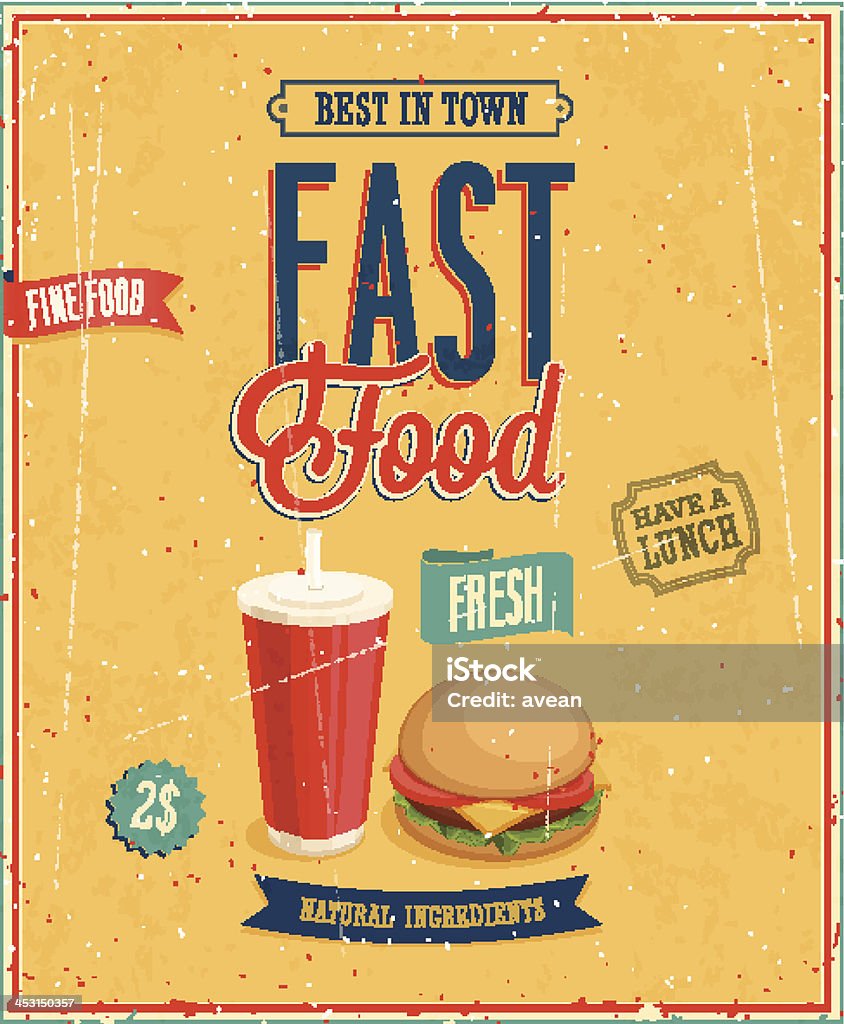 BEST IN TOWN
FAST
Food
FINE FOOD
HAVE A
LUNCH
FRESH
iStock
Credit: avean
2$
NATURAL INGREDIENTS
453150357